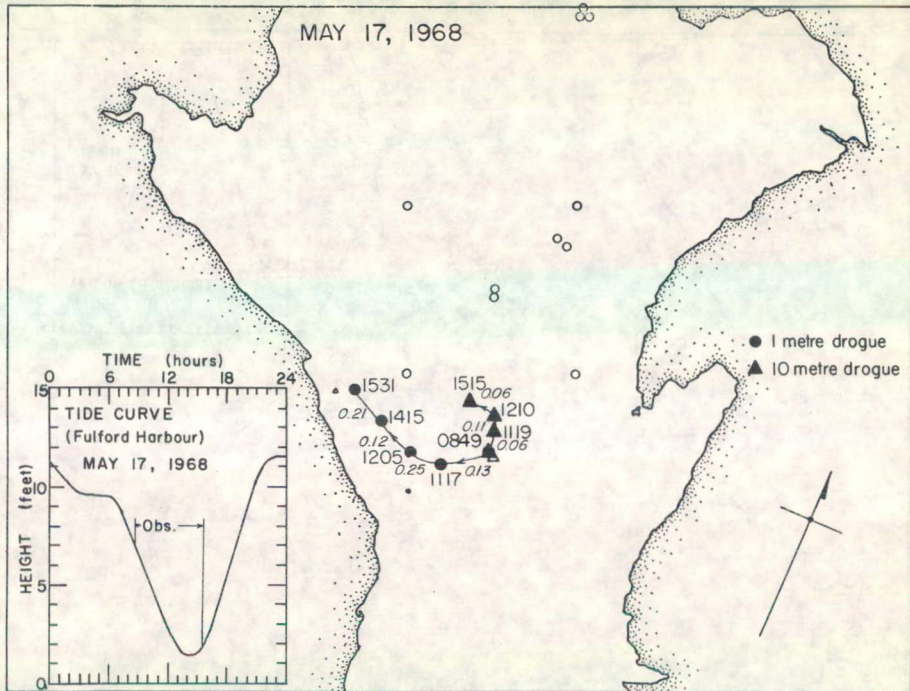 MAY 17, 1968
1 metre drogue
10 metre drogue
TIME (hours)
0 6 12 18 24
15
10
5
0
HEIGHT (feet)
TIDE CURVE
(Fulford Harbour)
MAY 17, 1968
Obs.
1531
0.21
1415
0.12
1205
0.25
1117
0.13
0849
0.06
1119
0.11
1210
0.06
1515